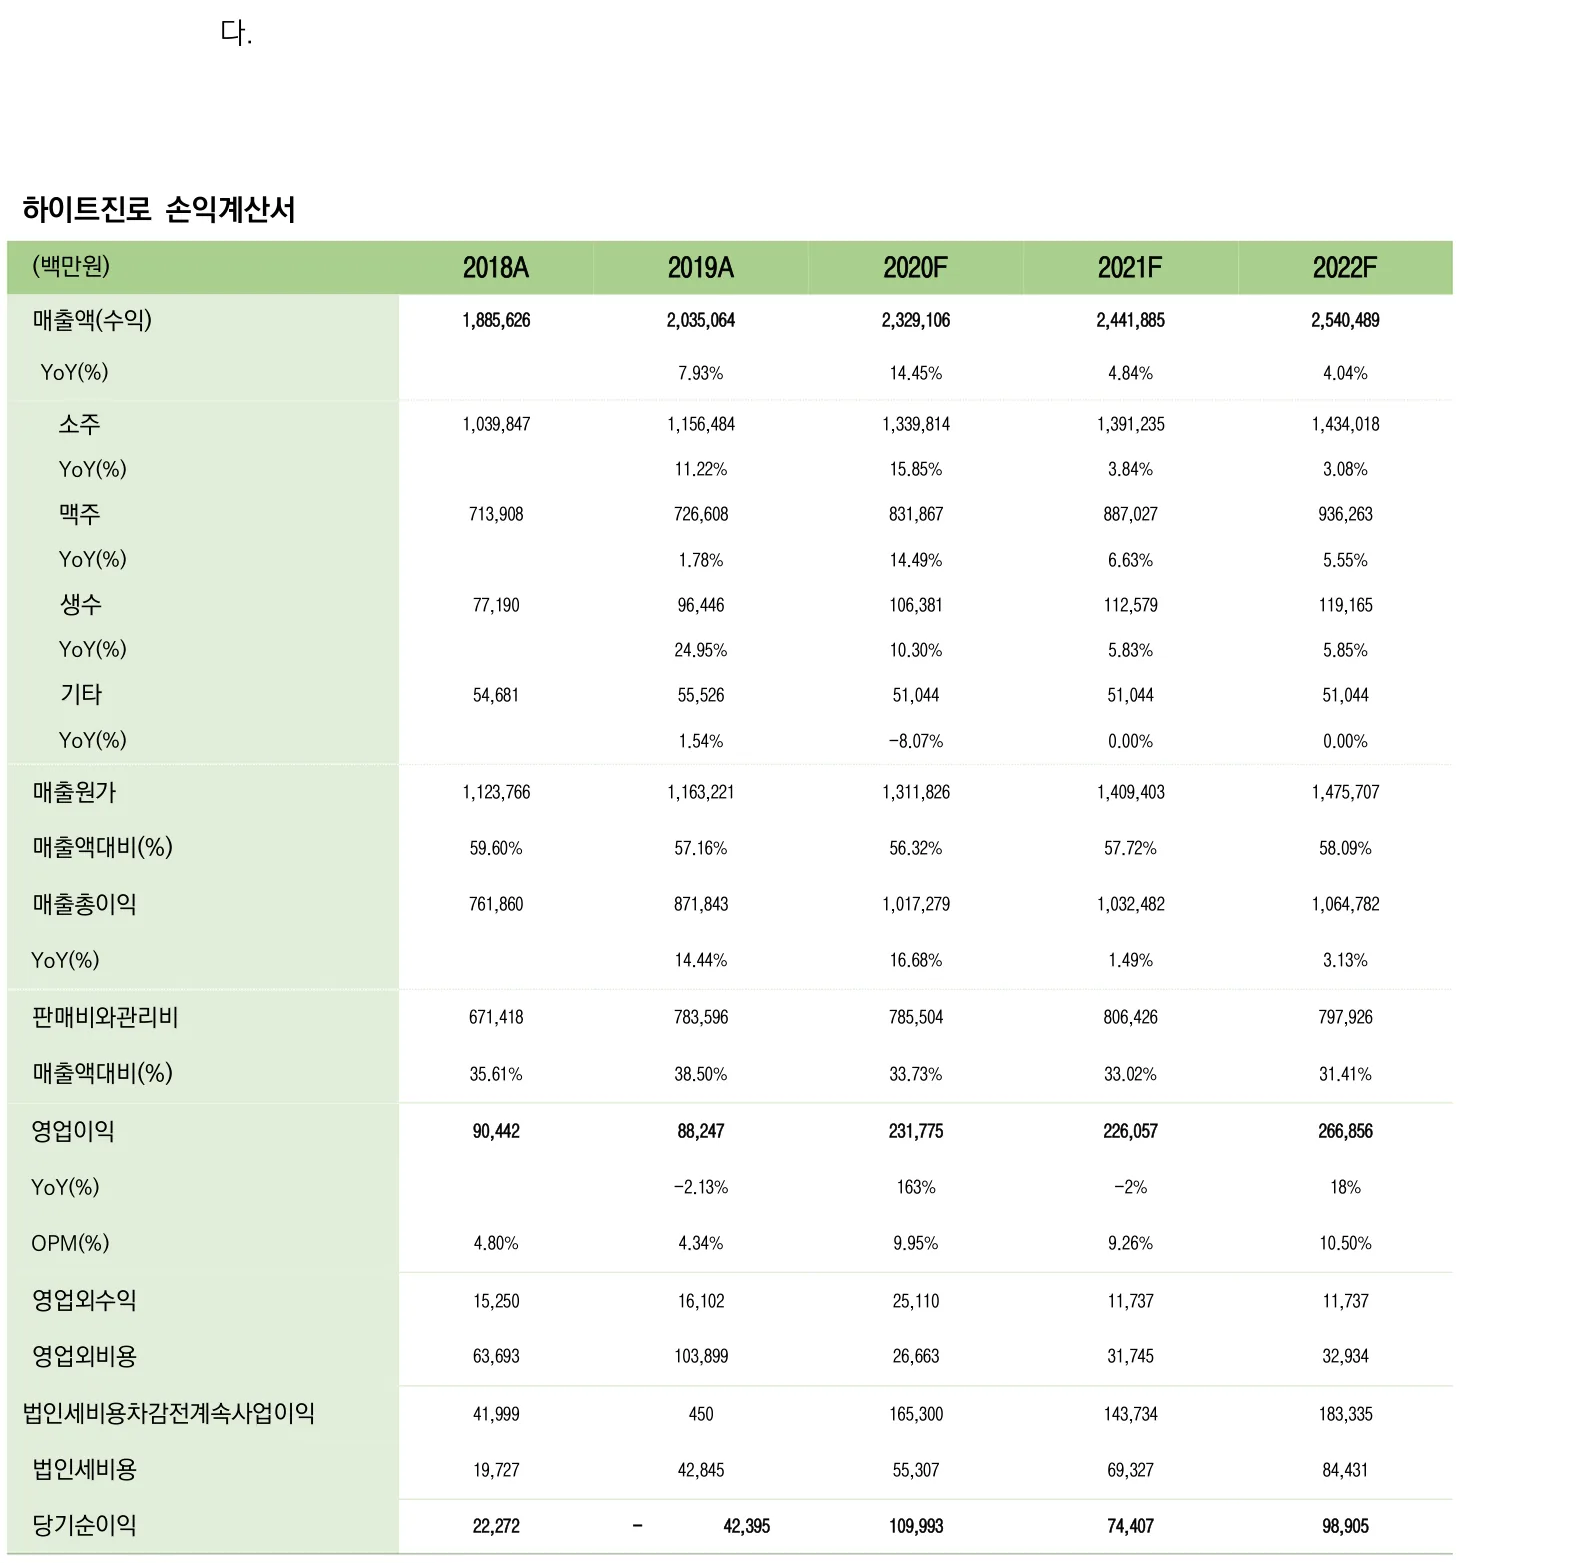 다.
하이트진로 손익계산서
(백만원) 2018A 2019A 2020F 2021F 2022F
매출액(수익) 1,885,626 2,035,064 2,329,106 2,441,885 2,540,489
YoY(%) 7.93% 14.45% 4.84% 4.04%
소주 1,039,847 1,156,484 1,339,814 1,391,235 1,434,018
YoY(%) 11.22% 15.85% 3.84% 3.08%
맥주 713,908 726,608 831,867 887,027 936,263
YoY(%) 1.78% 14.49% 6.63% 5.55%
생수 77,190 96,446 106,381 112,579 119,165
YoY(%) 24.95% 10.30% 5.83% 5.85%
기타 54,681 55,526 51,044 51,044 51,044
YoY(%) 1.54% -8.07% 0.00% 0.00%
매출원가 1,123,766 1,163,221 1,311,826 1,409,403 1,475,707
매출액대비(%) 59.60% 57.16% 56.32% 57.72% 58.09%
매출총이익 761,860 871,843 1,017,279 1,032,482 1,064,782
YoY(%) 14.44% 16.68% 1.49% 3.13%
판매비와관리비 671,418 783,596 785,504 806,426 797,926
매출액대비(%) 35.61% 38.50% 33.73% 33.02% 31.41%
영업이익 90,442 88,247 231,775 226,057 266,856
YoY(%) -2.13% 163% -2% 18%
OPM(%) 4.80% 4.34% 9.95% 9.26% 10.50%
영업외수익 15,250 16,102 25,110 11,737 11,737
영업외비용 63,693 103,899 26,663 31,745 32,934
법인세비용차감전계속사업이익 41,999 450 165,300 143,734 183,335
법인세비용 19,727 42,845 55,307 69,327 84,431
당기순이익 22,272 - 42,395 109,993 74,407 98,905